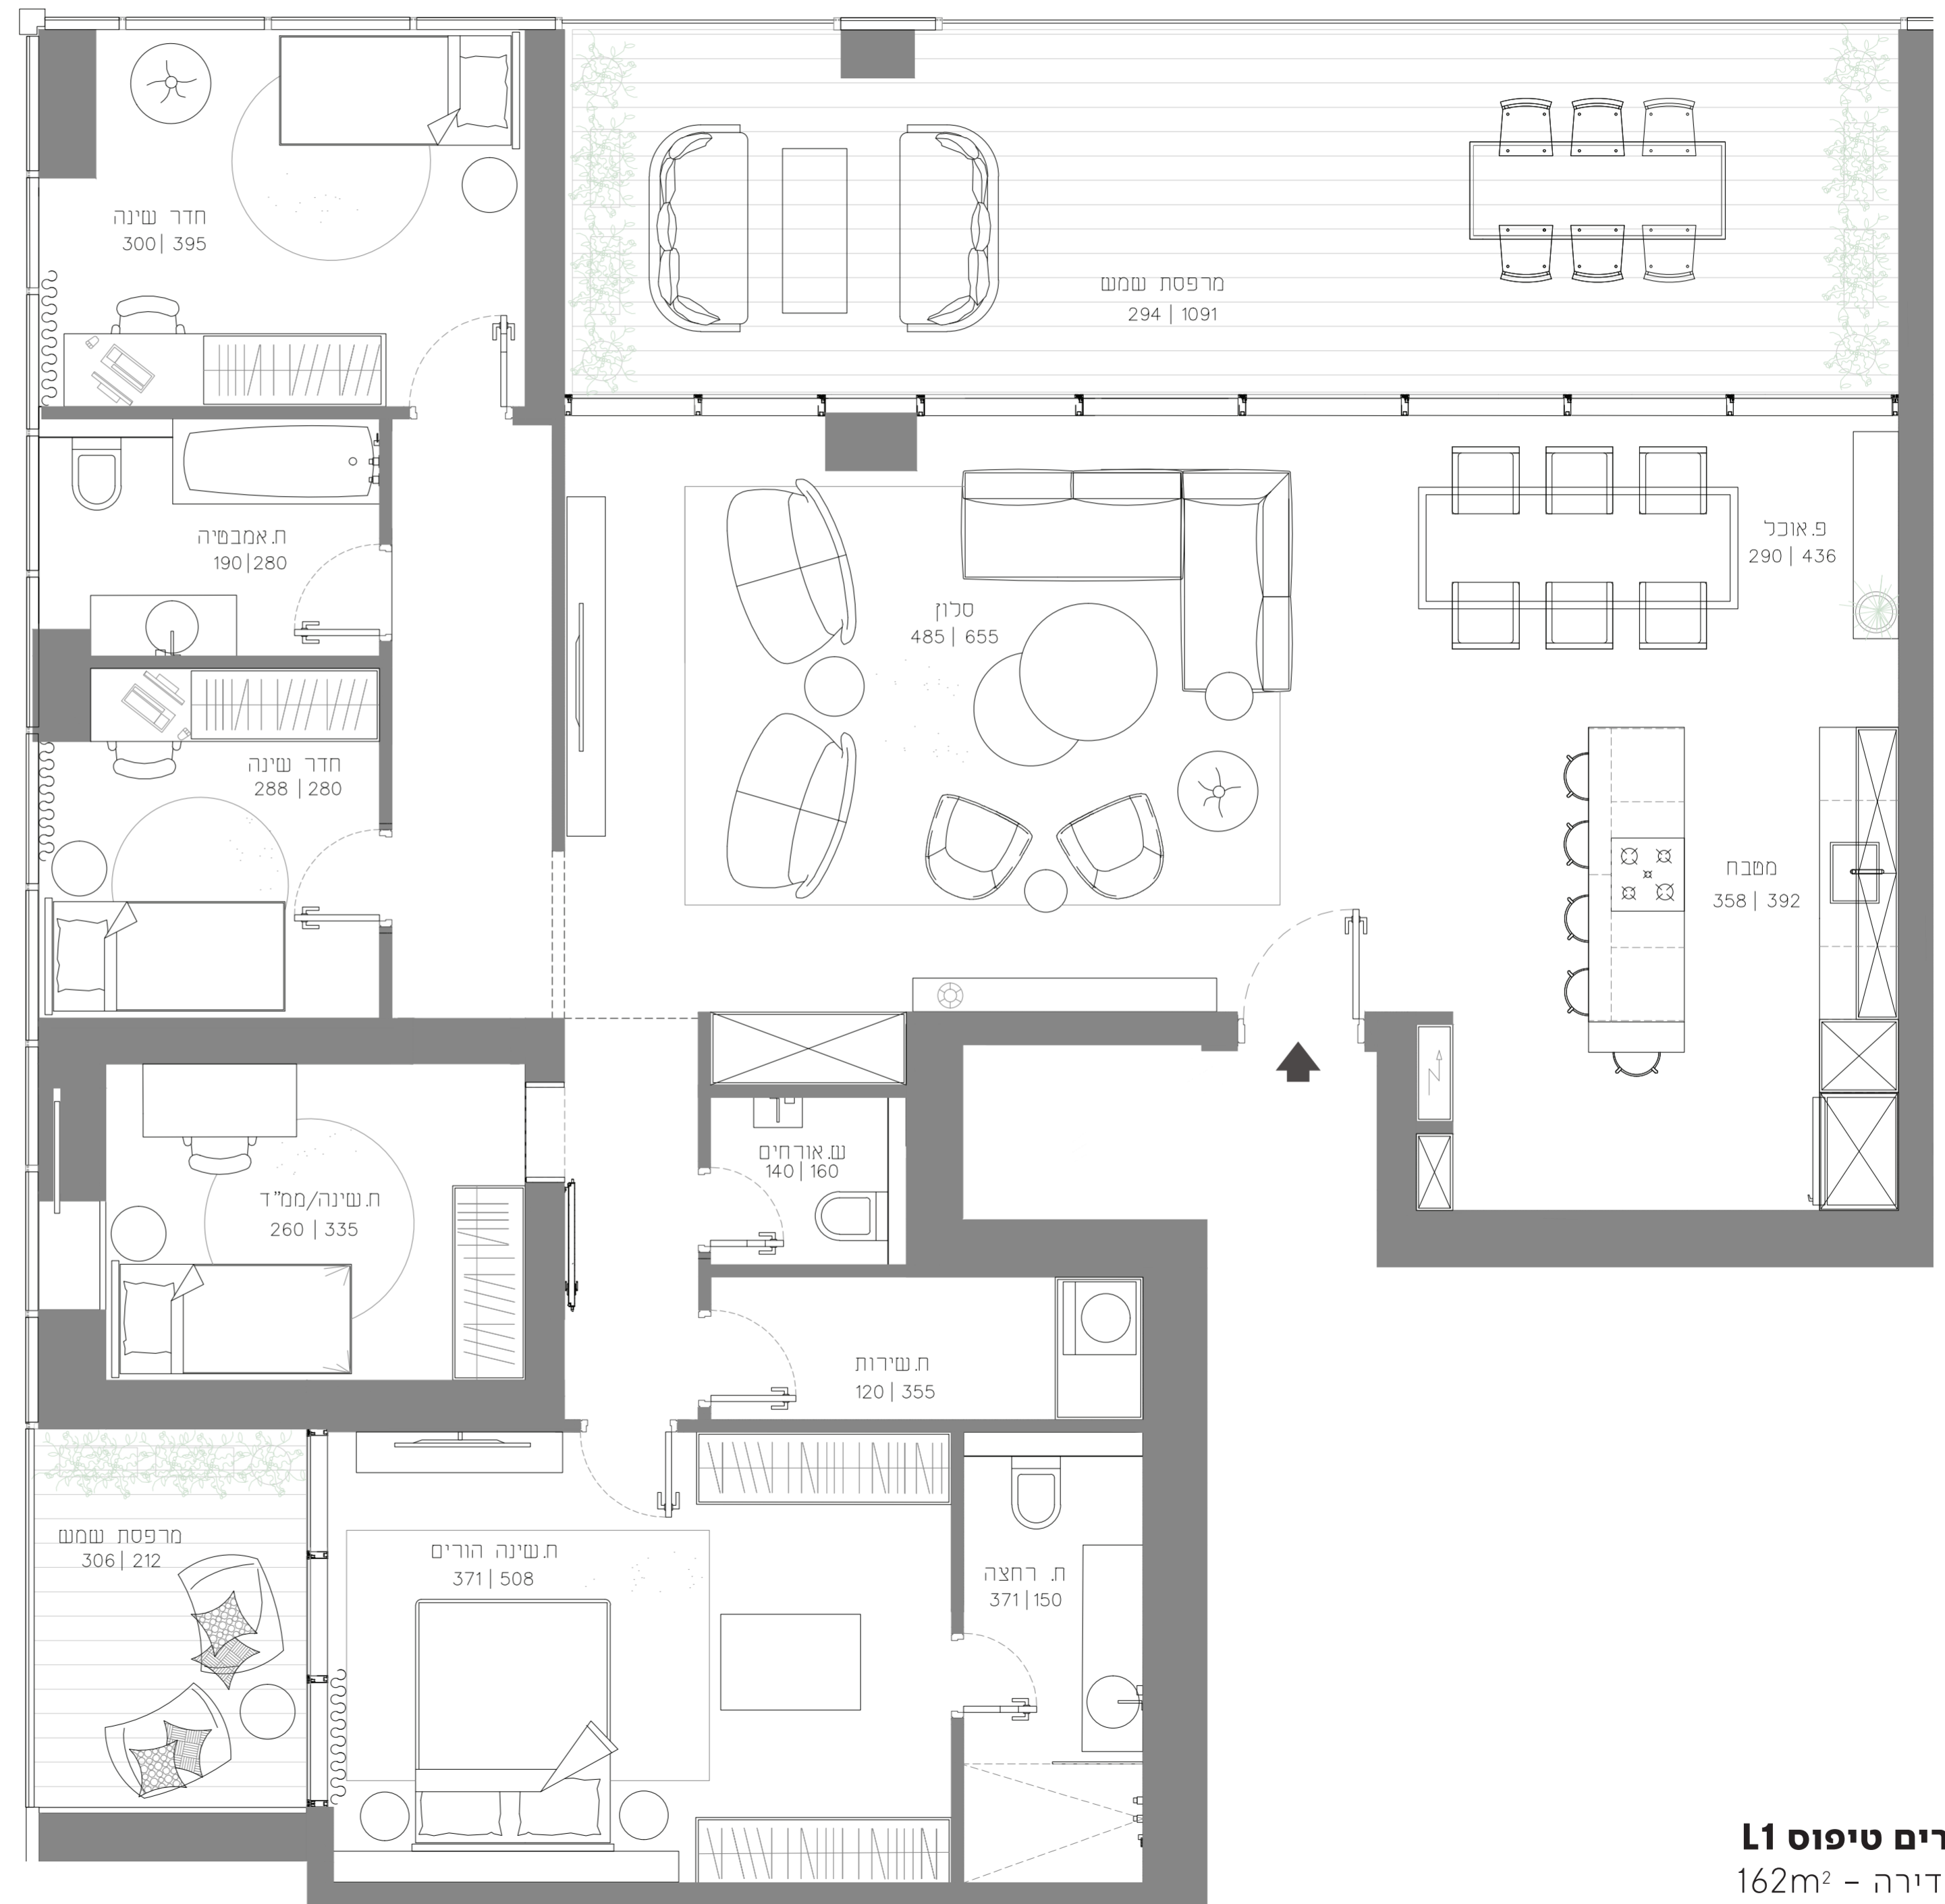 חדר שינה
300 | 395
מרפסת שמש
294 | 1091
ח.אמבטיה
190 | 280
פ.אוכל
290 | 436
סלון
485 | 655
חדר שינה
288 | 280
מטבח
358 | 392
ש.אורחים
140 | 160
ח.שינה/ממ"ד
260 | 335
ח.שירות
120 | 355
מרפסת שמש
306 | 212
ח.שינה הורים
371 | 508
ח. רחצה
371 | 150
טיפוס L1
דירה - 162m²